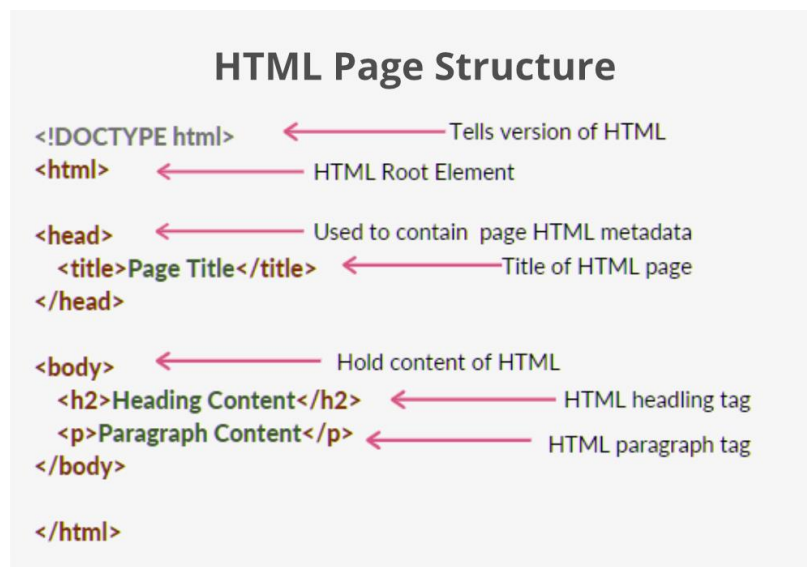 HTML Page Structure
<!DOCTYPE html> Tells version of HTML
<html> HTML Root Element
<head> Used to contain page HTML metadata
<title>Page Title</title> Title of HTML page
</head>
<body> Hold content of HTML
<h2>Heading Content</h2> HTML headling tag
<p>Paragraph Content</p> HTML paragraph tag
</body>
</html>